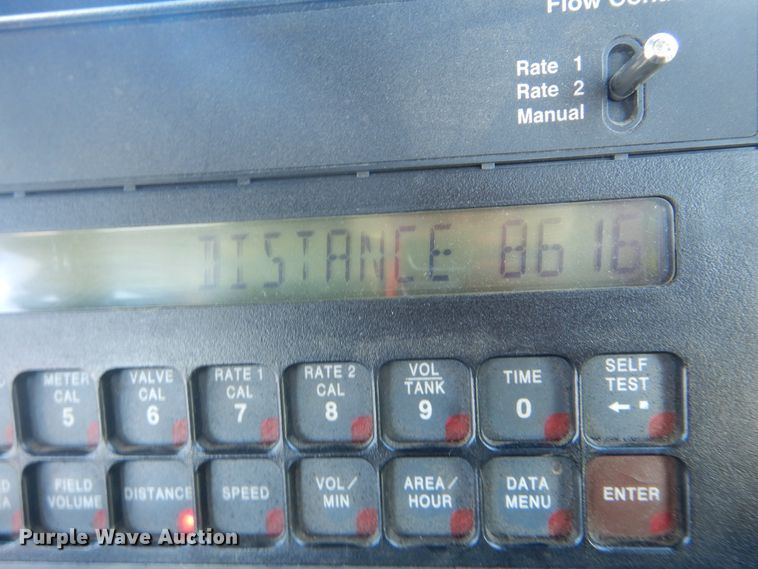 Flow
Rate 1
Rate 2
Manual
DISTANCE 8616
METER CAL 5
VALVE CAL 6
RATE 1 CAL 7
RATE 2 CAL 8
VOL TANK 9
TIME 0
SELF TEST ←
FIELD VOLUME
DISTANCE
SPEED
VOL/ MIN
AREA/ HOUR
DATA MENU
ENTER
Purple Wave Auction